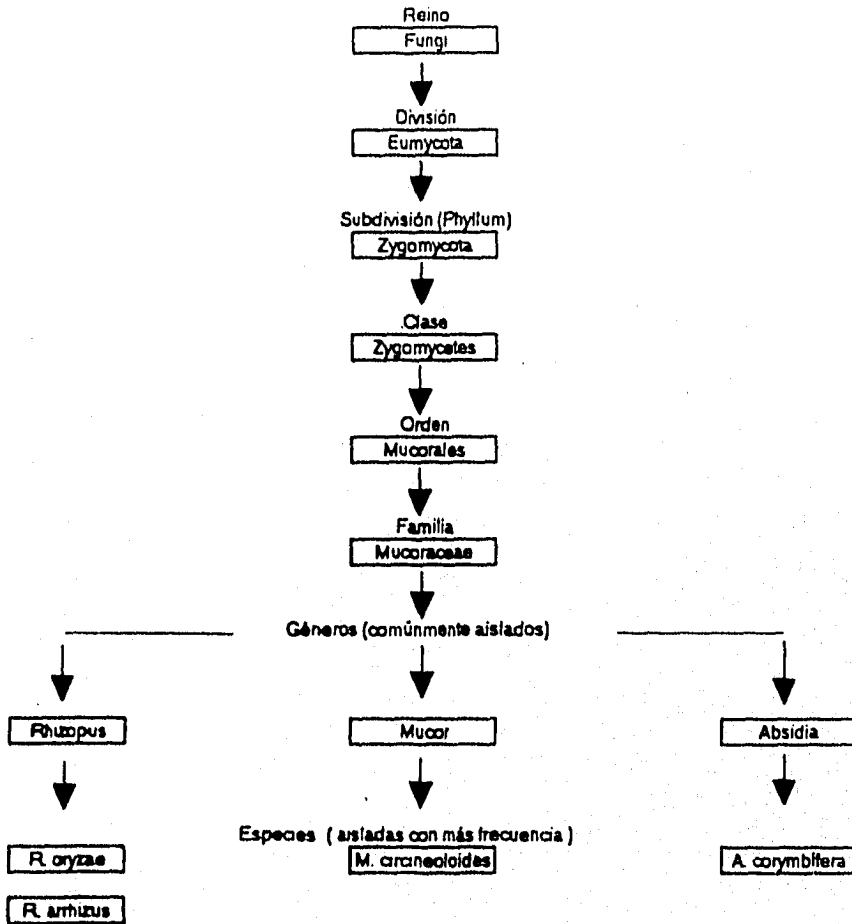 Reino
Fungi
División
Eumycota
Subdivisión (Phyllum)
Zygomycota
Clase
Zygomycetes
Orden
Mucorales
Familia
Mucoraceae
Géneros (comúnmente aislados)
Rhizopus Mucor Absidia
Especies ( aisladas con más frecuencia )
R. oryzae M. circineoloides A. corymbifera
R. arrhizus